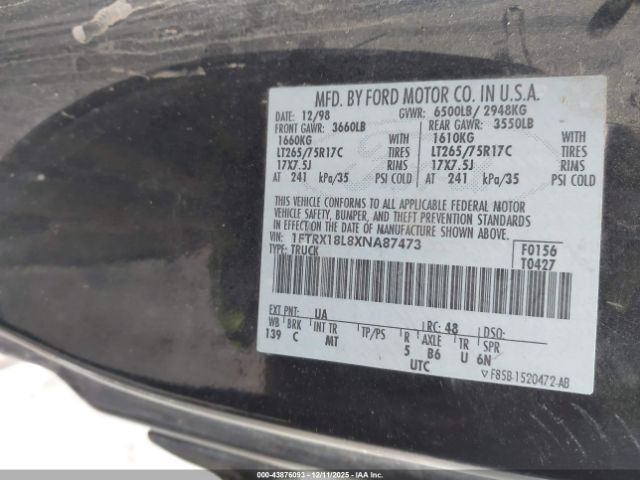 MFD. BY FORD MOTOR CO. IN U.S.A.
DATE: 12/98 GVWR: 6500LB/ 2948KG
FRONT GAWR: 3660LB REAR GAWR: 3550LB
1660KG WITH 1610KG WITH
LT265/75R17C TIRES LT265/75R17C TIRES
17X7.5J RIMS 17X7.5J RIMS
AT 241 kPa/35 PSI COLD AT 241 kPa/35 PSI COLD
THIS VEHICLE CONFORMS TO ALL APPLICABLE FEDERAL MOTOR
VEHICLE SAFETY, BUMPER, AND THEFT PREVENTION STANDARDS
IN EFFECT ON THE DATE OF MANUFACTURE SHOWN ABOVE.
VIN: 1FTRX18L8XNA87473 F0156
TYPE: TRUCK T0427
EXT PNT: UA RC: 48 DSO:
WB BRK INT TR TP/PS R AXLE TR SPR
139 C MT 5 B6 U 6N
UTC
F85B-1520472-AB
000-43876093 - 12/11/2025 - IAAI, Inc. - Copyright